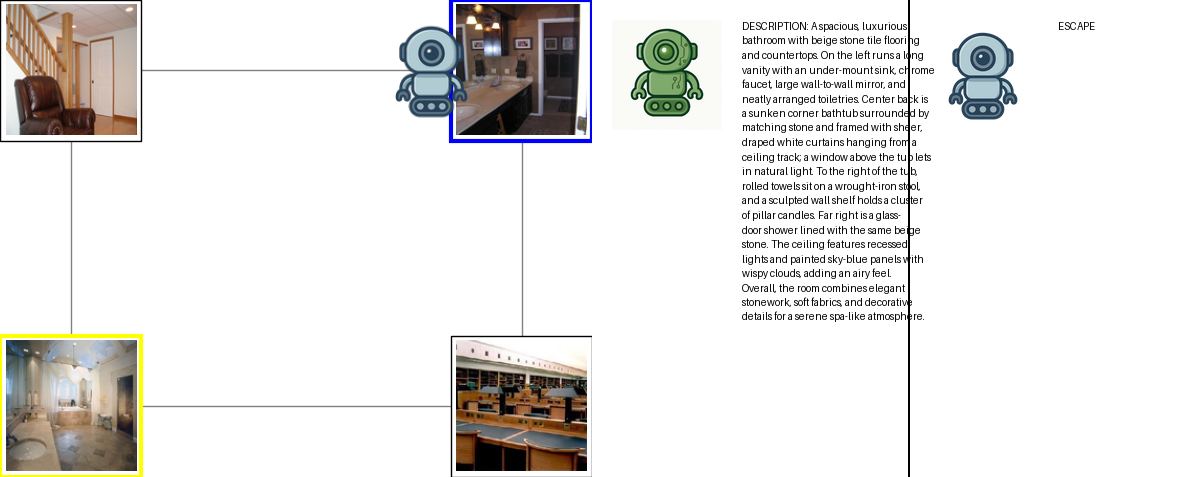 DESCRIPTION: A spacious, luxurious
bathroom with beige stone tile flooring
and countertops. On the left runs a long
vanity with an under-mount sink, chrome
faucet, large wall-to-wall mirror, and
neatly arranged toiletries. Center back is
a sunken corner bathtub surrounded by
matching stone and framed with sheer,
draped white curtains hanging from a
ceiling track; a window above the tub lets
in natural light. To the right of the tub,
rolled towels sit on a wrought-iron stool,
and a sculpted wall shelf holds a cluster
of pillar candles. Far right is a glass-
door shower lined with the same beige
stone. The ceiling features recessed
lights and painted sky-blue panels with
wispy clouds, adding an airy feel.
Overall, the room combines elegant
stonework, soft fabrics, and decorative
details for a serene spa-like atmosphere.
ESCAPE